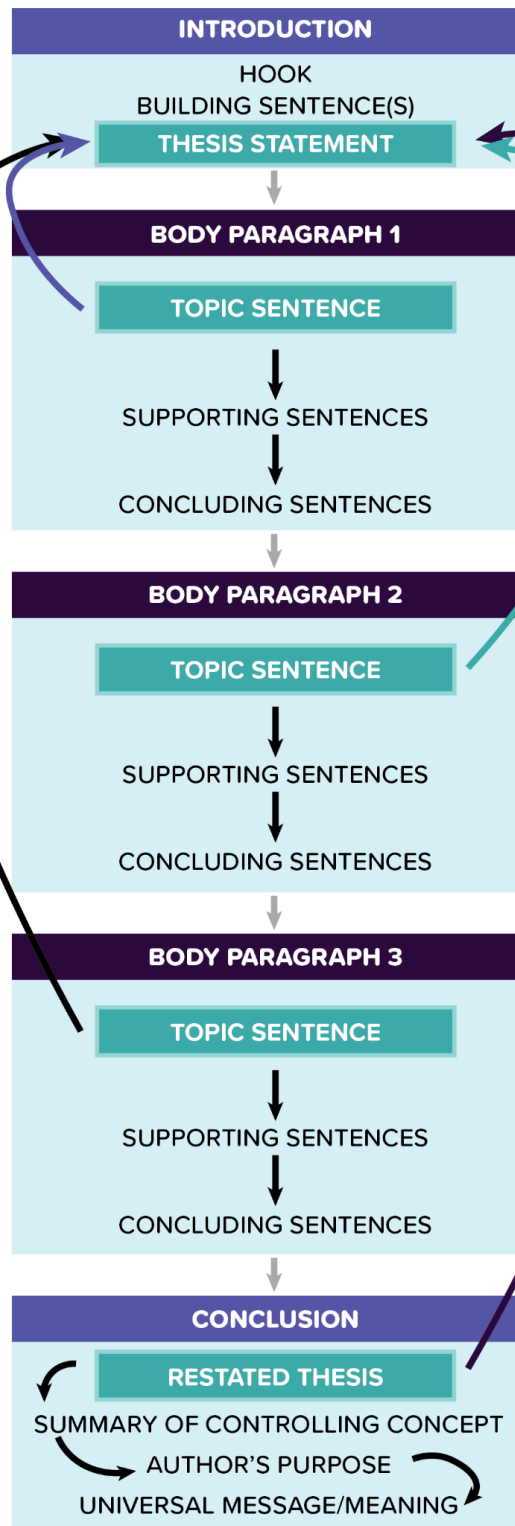 INTRODUCTION
HOOK
BUILDING SENTENCE(S)
THESIS STATEMENT
BODY PARAGRAPH 1
TOPIC SENTENCE
SUPPORTING SENTENCES
CONCLUDING SENTENCES
BODY PARAGRAPH 2
TOPIC SENTENCE
SUPPORTING SENTENCES
CONCLUDING SENTENCES
BODY PARAGRAPH 3
TOPIC SENTENCE
SUPPORTING SENTENCES
CONCLUDING SENTENCES
CONCLUSION
RESTATED THESIS
SUMMARY OF CONTROLLING CONCEPT
AUTHOR'S PURPOSE
UNIVERSAL MESSAGE/MEANING